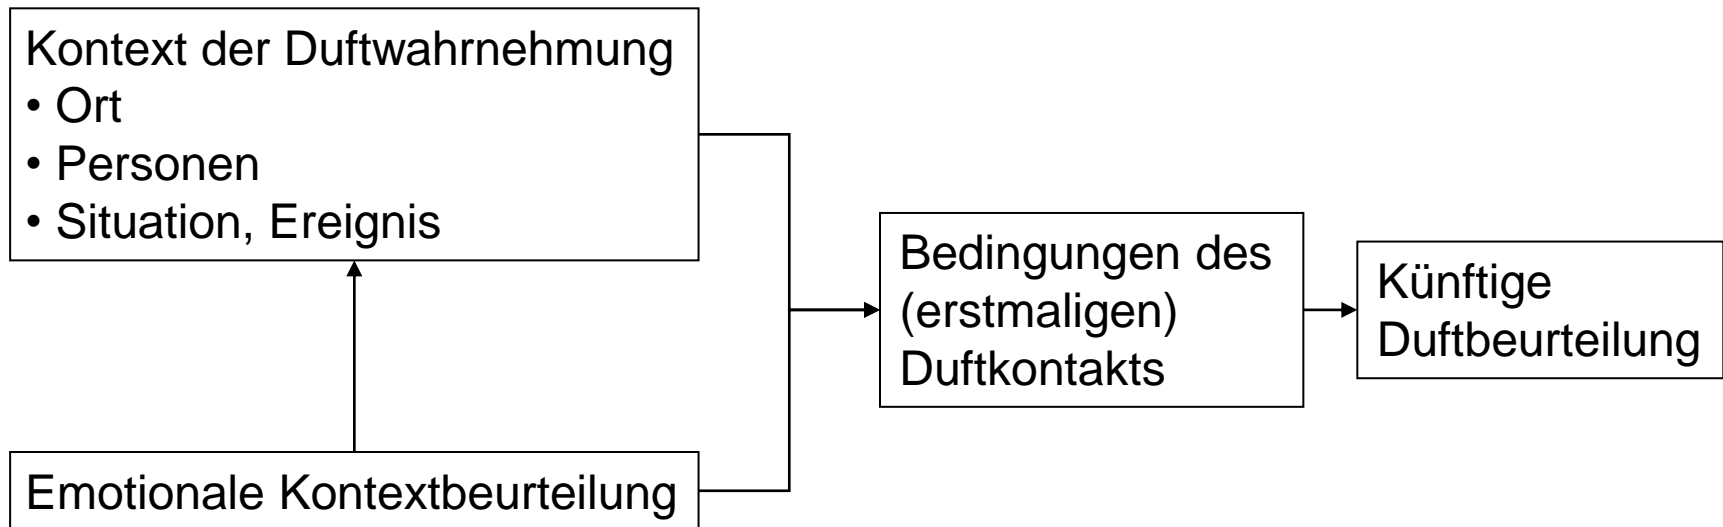 Kontext der Duftwahrnehmung
• Ort
• Personen
• Situation, Ereignis
Emotionale Kontextbeurteilung
Bedingungen des
(erstmaligen)
Duftkontakts
Künftige
Duftbeurteilung